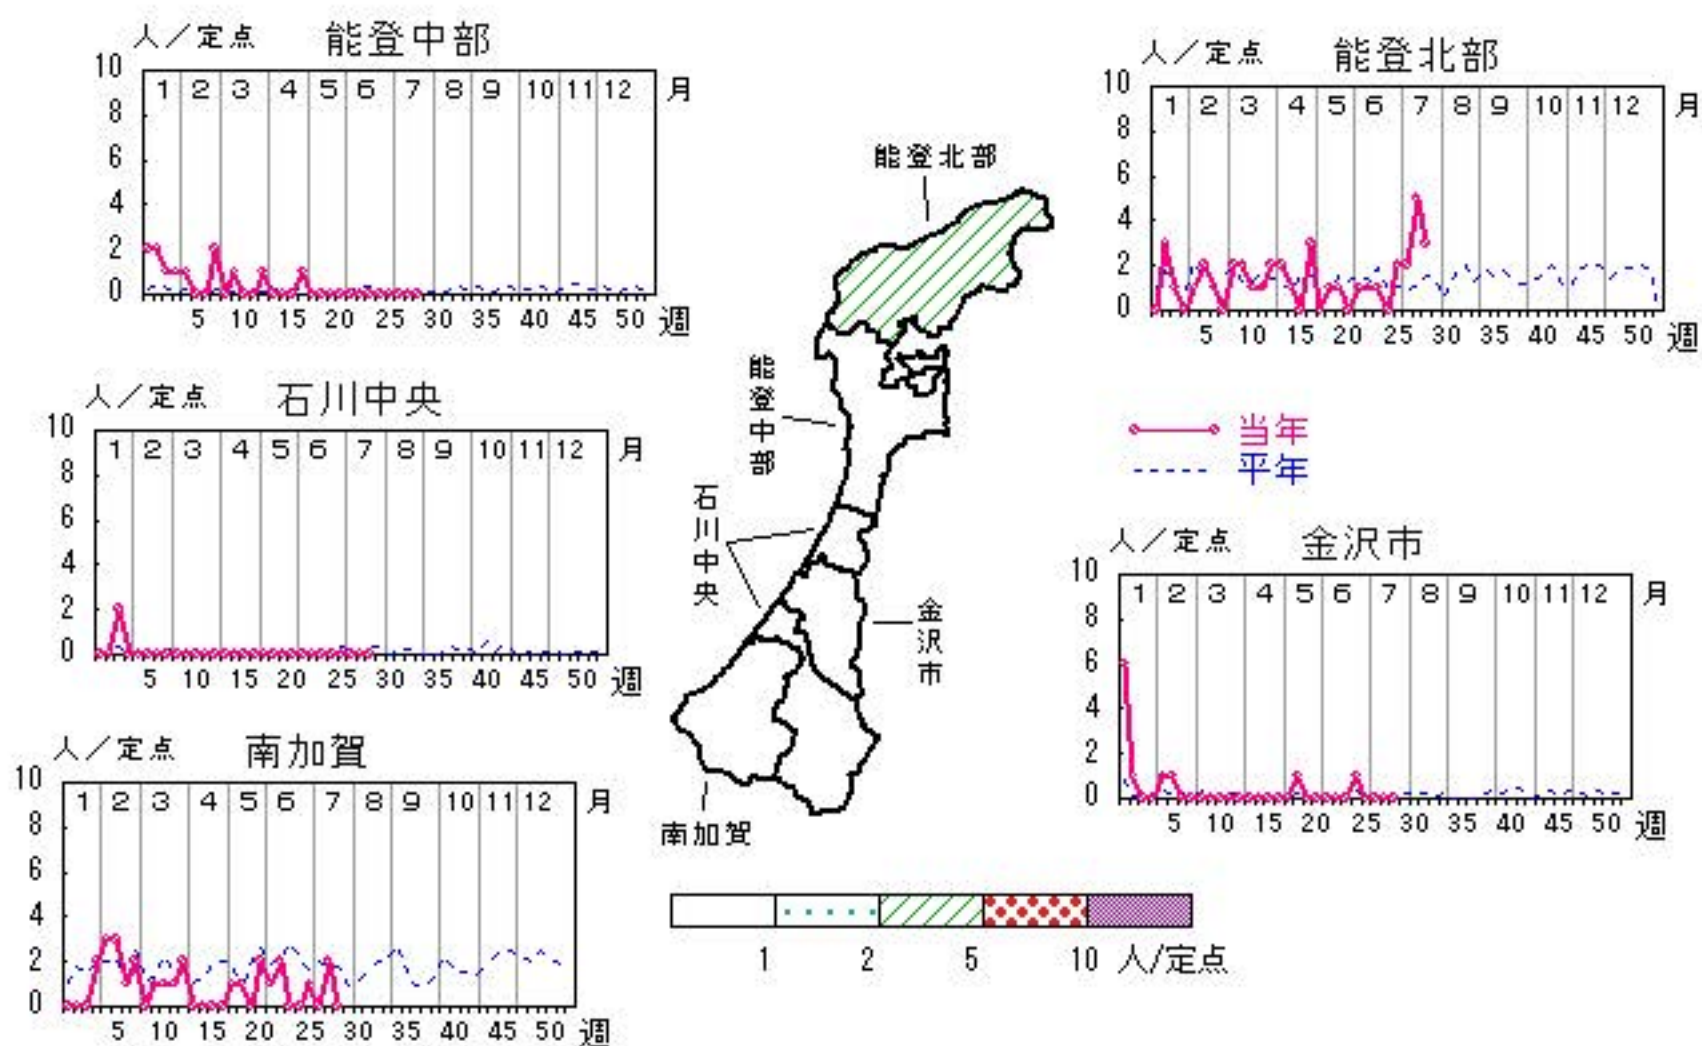 人／定点 能登中部
10 8 6 4 2 0
1 2 3 4 5 6 7 8 9 10 11 12 月
5 10 15 20 25 30 35 40 45 50 週
人／定点 能登北部
10 8 6 4 2 0
1 2 3 4 5 6 7 8 9 10 11 12 月
5 10 15 20 25 30 35 40 45 50 週
人／定点 石川中央
10 8 6 4 2 0
1 2 3 4 5 6 7 8 9 10 11 12 月
5 10 15 20 25 30 35 40 45 50 週
当年
平年
人／定点 金沢市
10 8 6 4 2 0
1 2 3 4 5 6 7 8 9 10 11 12 月
5 10 15 20 25 30 35 40 45 50 週
人／定点 南加賀
10 8 6 4 2 0
1 2 3 4 5 6 7 8 9 10 11 12 月
5 10 15 20 25 30 35 40 45 50 週
能登北部
能登中部
石川中央
金沢市
南加賀
1 2 5 10 人/定点